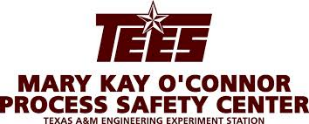 TEES
MARY KAY O'CONNOR
PROCESS SAFETY CENTER
TEXAS A&M ENGINEERING EXPERIMENT STATION